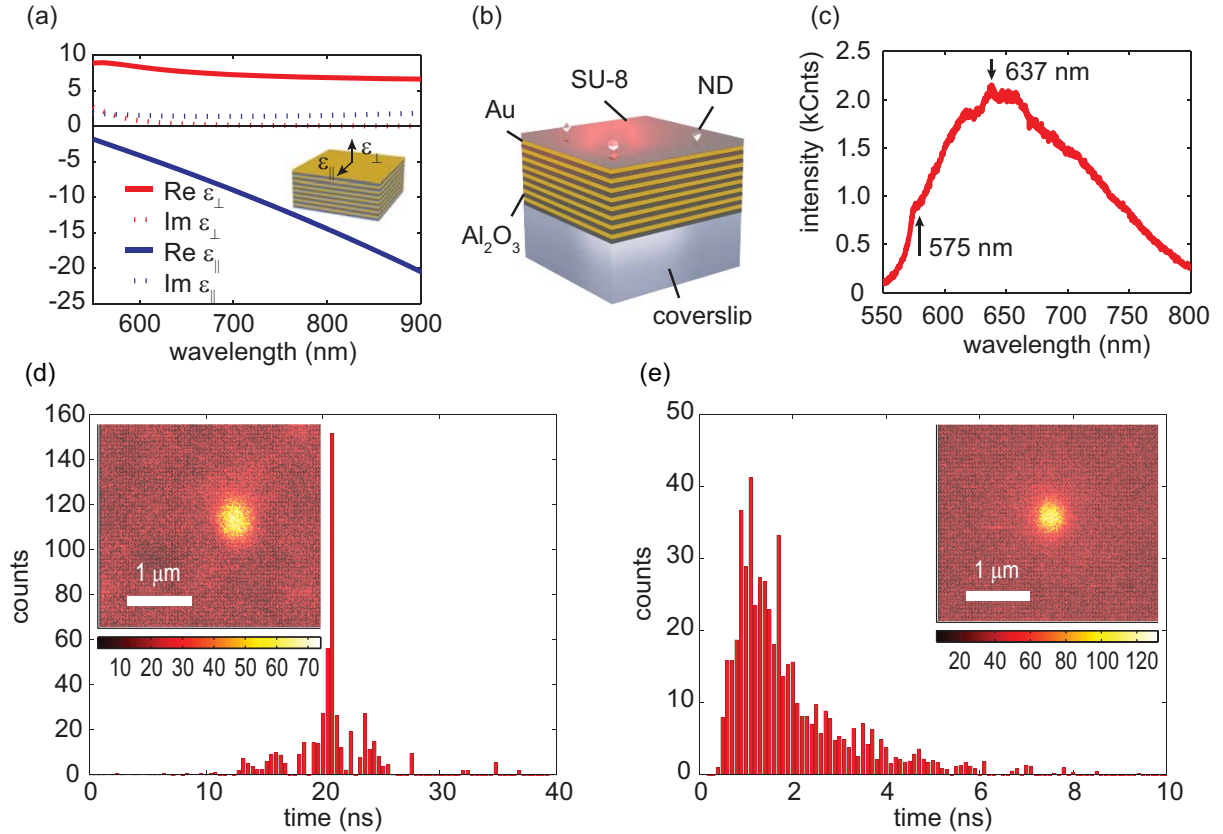 (a)
10
5
0
-5
-10
-15
-20
-25
Re ε⊥
Im ε⊥
Re ε||
Im ε||
ε⊥
ε||
600 700 800 900
wavelength (nm)
(b)
SU-8
ND
Au
Al2O3
coverslip
(c)
2.5
2.0
1.5
1.0
0.5
0
intensity (kCnts)
637 nm
575 nm
550 600 650 700 750 800
wavelength (nm)
(d)
160
140
120
100
80
60
40
20
0
counts
1 μm
10 20 30 40 50 60 70
0 10 20 30 40
time (ns)
(e)
50
40
30
20
10
0
counts
1 μm
20 40 60 80 100 120
0 2 4 6 8 10
time (ns)